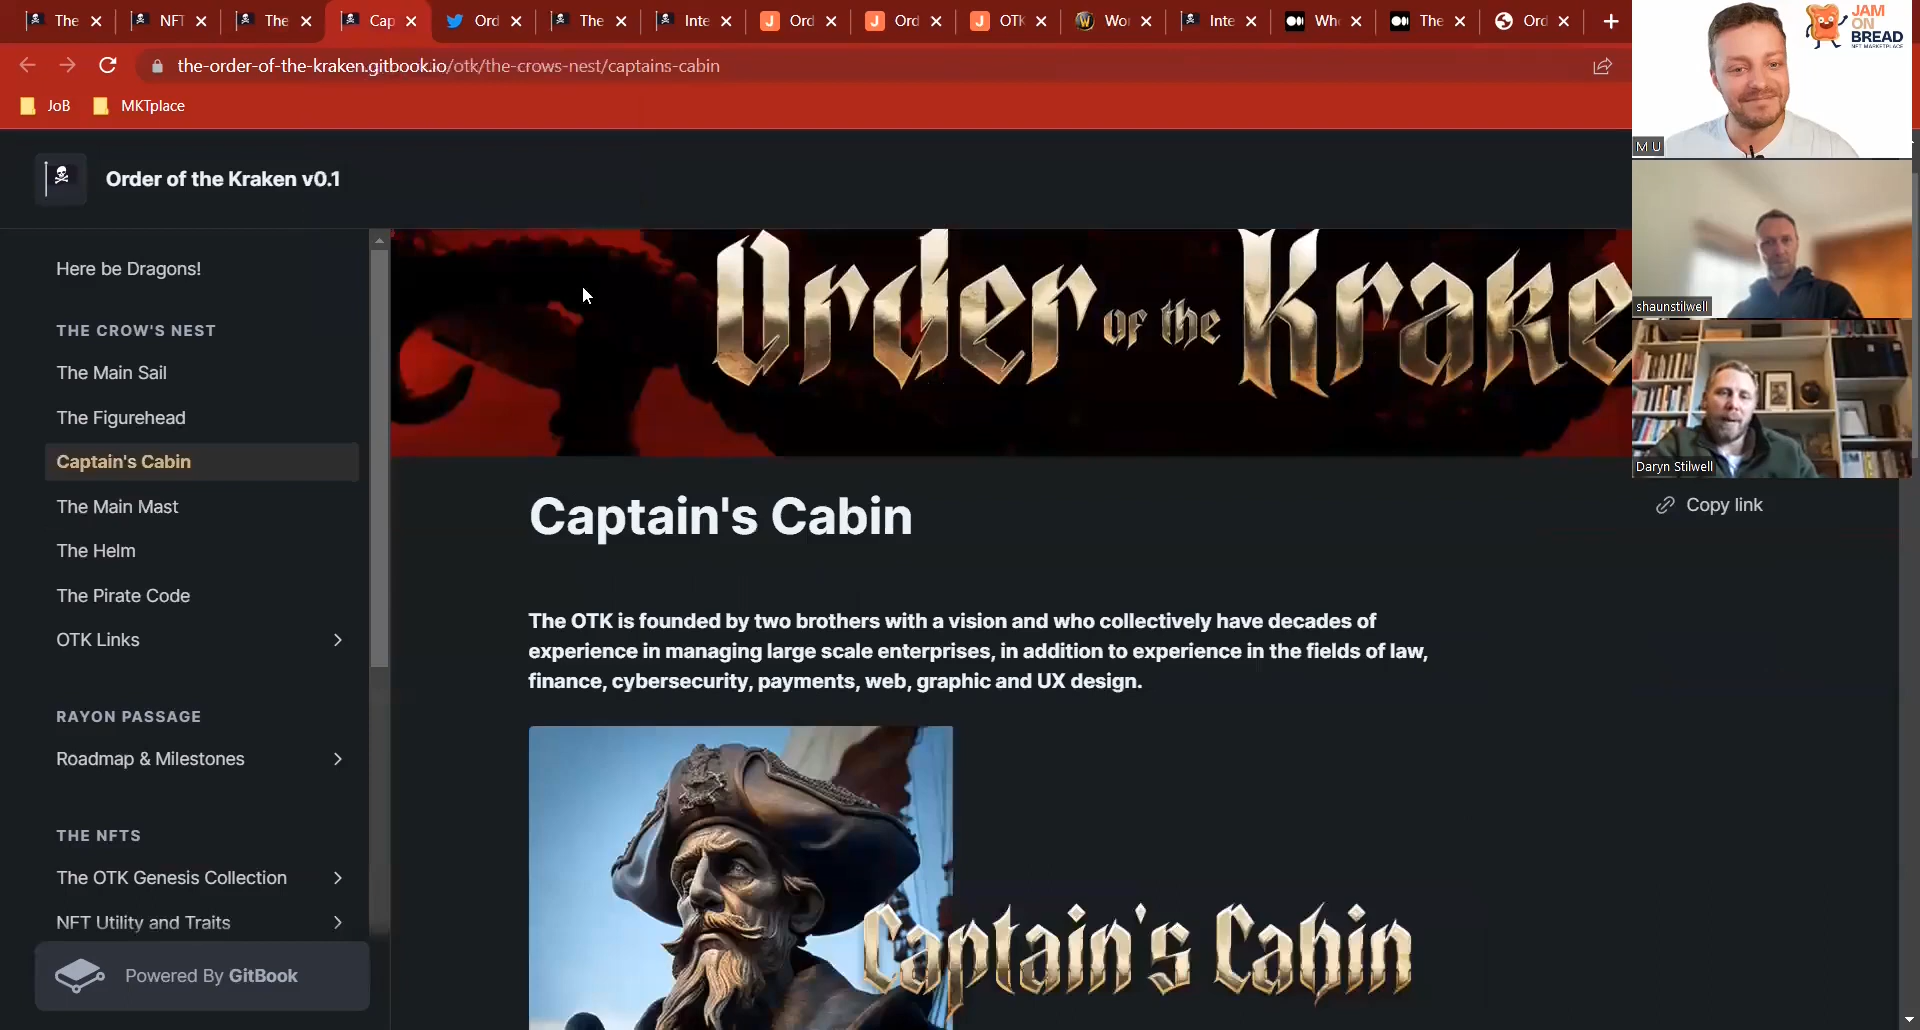 The
NFT
The
Cap
Ord
The
Inte
Ord
Ord
OTK
Wor
Inte
Wh
The
Ord
JAM
ON
BREAD
NFT MARKETPLACE
the-order-of-the-kraken.gitbook.io/otk/the-crows-nest/captains-cabin
JoB
MKTplace
M U
Order of the Kraken v0.1
Here be Dragons!
THE CROW'S NEST
The Main Sail
The Figurehead
Captain's Cabin
The Main Mast
The Helm
The Pirate Code
OTK Links
RAYON PASSAGE
Roadmap & Milestones
THE NFTS
The OTK Genesis Collection
NFT Utility and Traits
Powered By GitBook
Order of the Krake
shaunstilwell
Daryn Stilwell
Copy link
Captain's Cabin
The OTK is founded by two brothers with a vision and who collectively have decades of
experience in managing large scale enterprises, in addition to experience in the fields of law,
finance, cybersecurity, payments, web, graphic and UX design.
Captain's Cabin